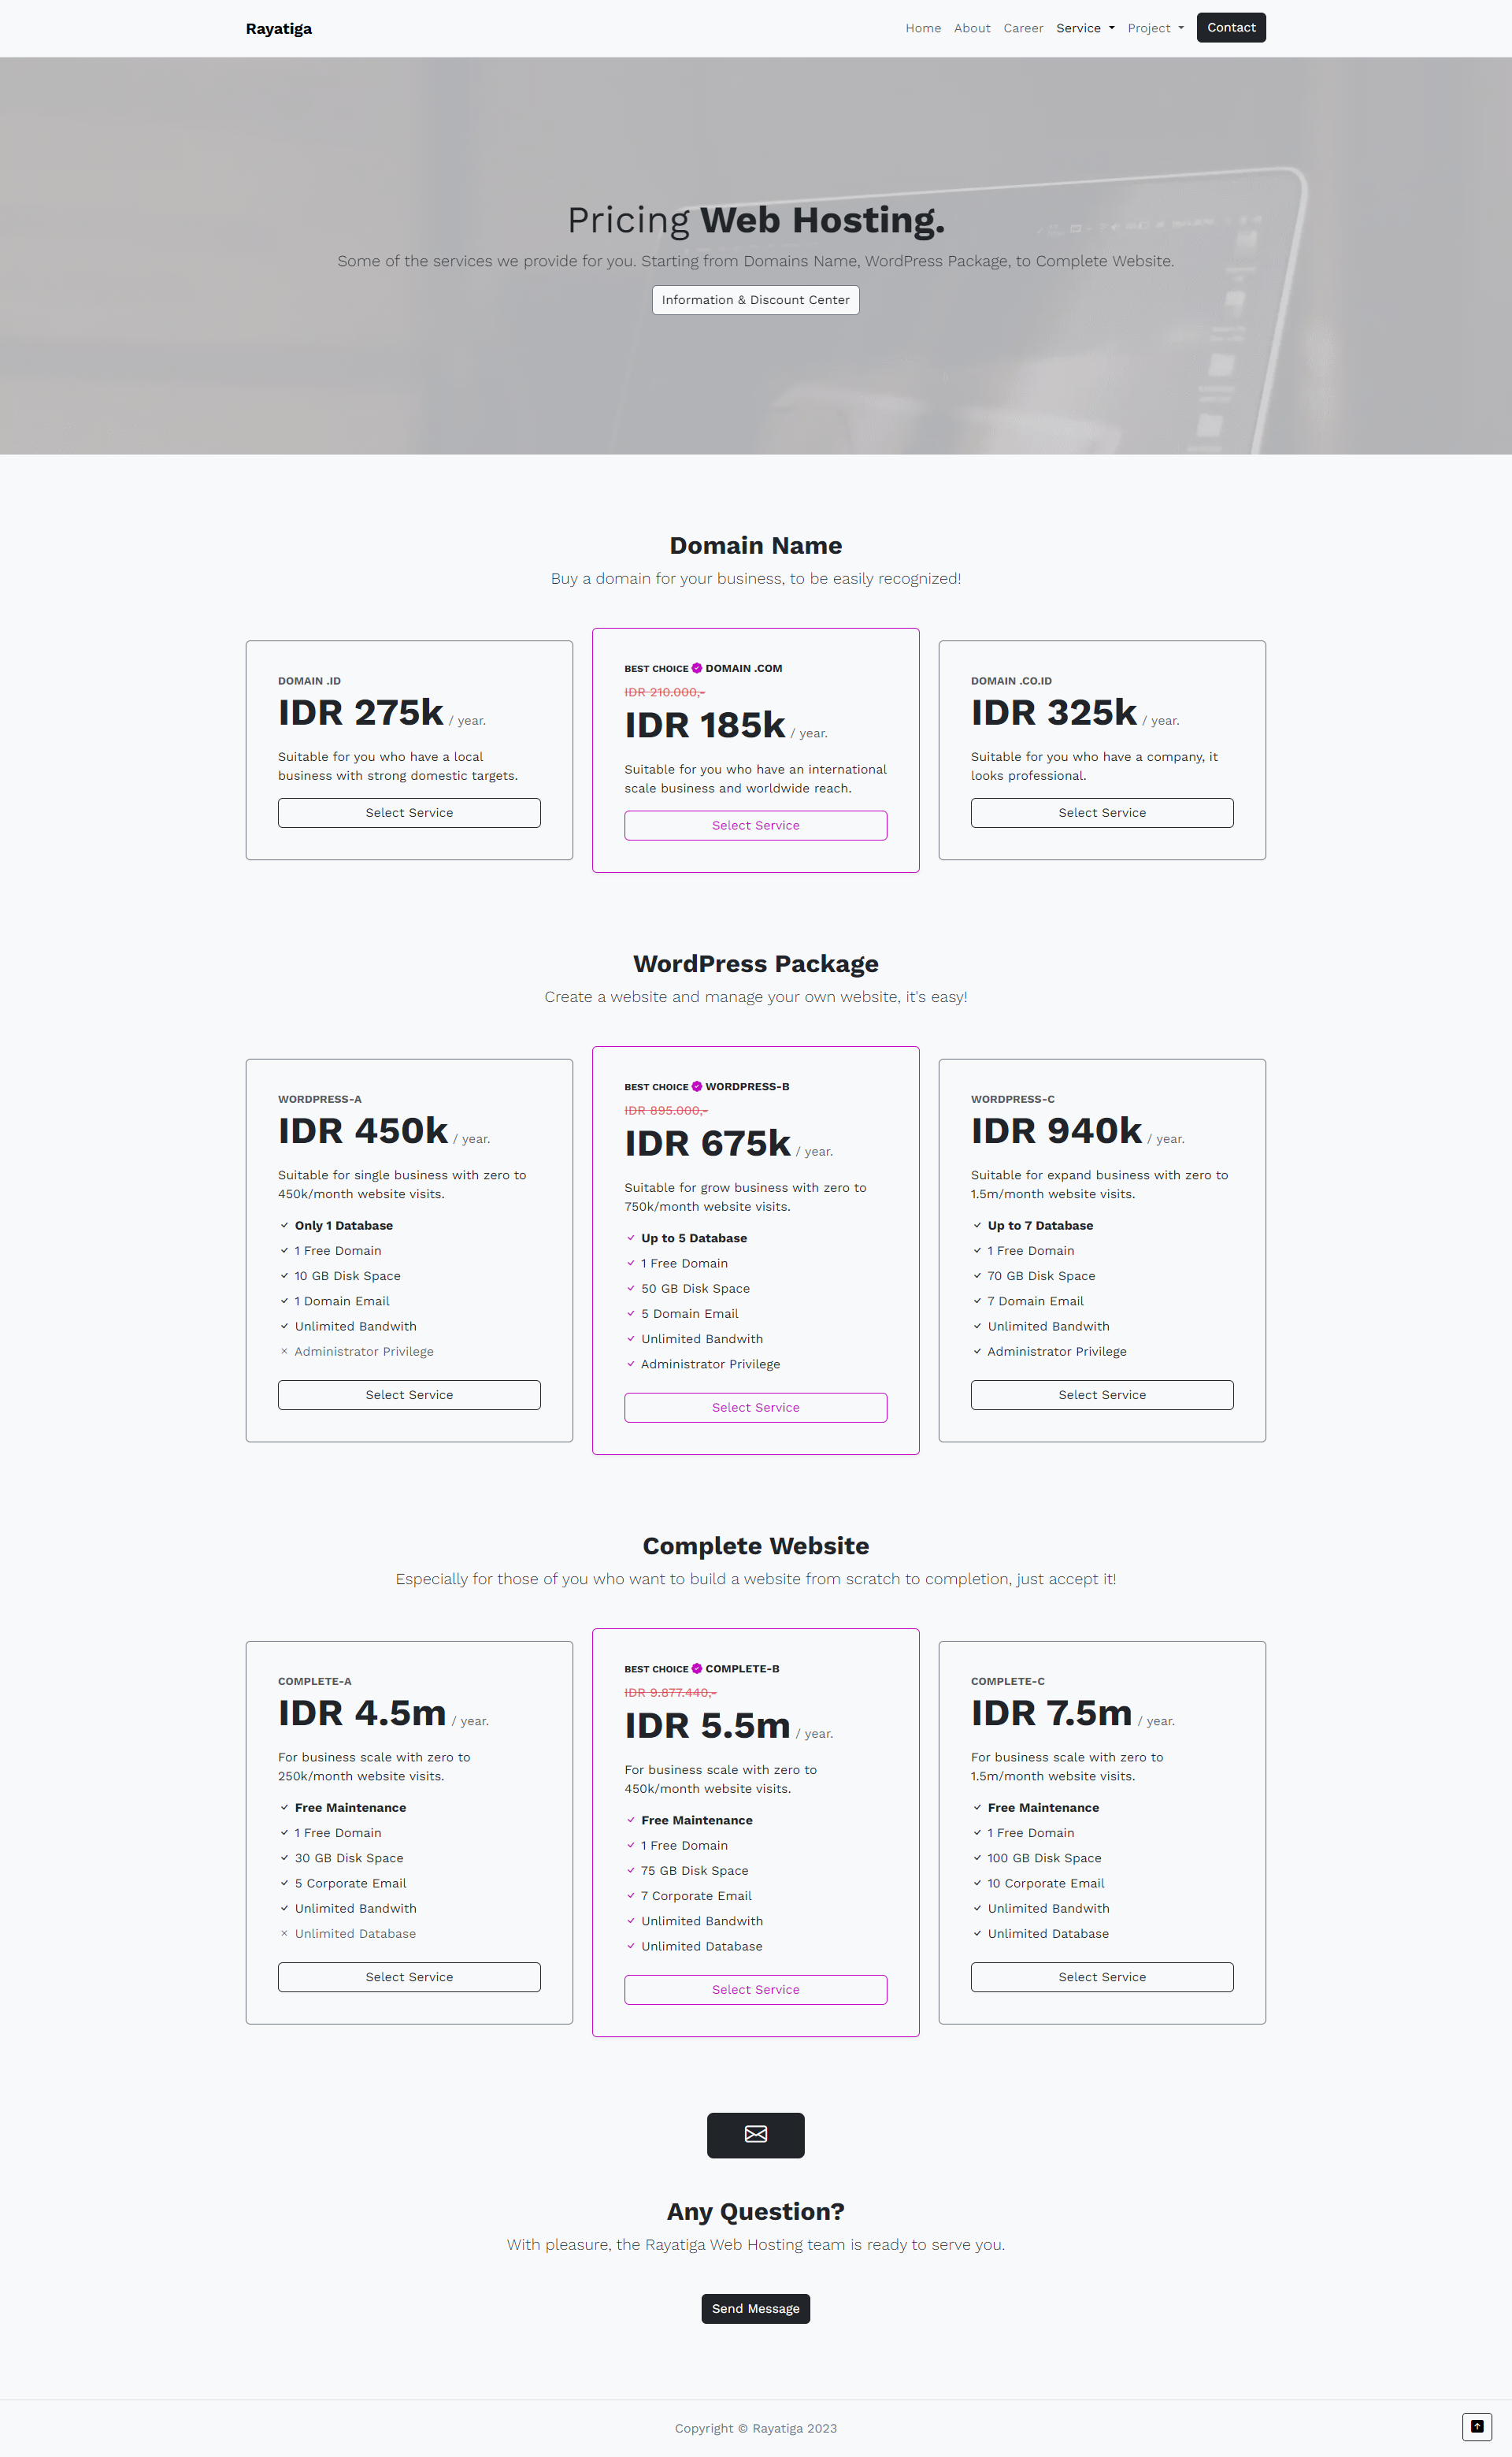 Rayatiga
Home About Career Service Project Contact
Pricing Web Hosting.
Some of the services we provide for you. Starting from Domains Name, WordPress Package, to Complete Website.
Information & Discount Center
Domain Name
Buy a domain for your business, to be easily recognized!
DOMAIN .ID
IDR 275k / year.
Suitable for you who have a local
business with strong domestic targets.
Select Service
BEST CHOICE DOMAIN .COM
IDR 210.000,-
IDR 185k / year.
Suitable for you who have an international
scale business and worldwide reach.
Select Service
DOMAIN .CO.ID
IDR 325k / year.
Suitable for you who have a company, it
looks professional.
Select Service
WordPress Package
Create a website and manage your own website, it's easy!
WORDPRESS-A
IDR 450k / year.
Suitable for single business with zero to
450k/month website visits.
Only 1 Database
1 Free Domain
10 GB Disk Space
1 Domain Email
Unlimited Bandwith
Administrator Privilege
Select Service
BEST CHOICE WORDPRESS-B
IDR 895.000,-
IDR 675k / year.
Suitable for grow business with zero to
750k/month website visits.
Up to 5 Database
1 Free Domain
50 GB Disk Space
5 Domain Email
Unlimited Bandwith
Administrator Privilege
Select Service
WORDPRESS-C
IDR 940k / year.
Suitable for expand business with zero to
1.5m/month website visits.
Up to 7 Database
1 Free Domain
70 GB Disk Space
7 Domain Email
Unlimited Bandwith
Administrator Privilege
Select Service
Complete Website
Especially for those of you who want to build a website from scratch to completion, just accept it!
COMPLETE-A
IDR 4.5m / year.
For business scale with zero to
250k/month website visits.
Free Maintenance
1 Free Domain
30 GB Disk Space
5 Corporate Email
Unlimited Bandwith
Unlimited Database
Select Service
BEST CHOICE COMPLETE-B
IDR 9.877.440,-
IDR 5.5m / year.
For business scale with zero to
450k/month website visits.
Free Maintenance
1 Free Domain
75 GB Disk Space
7 Corporate Email
Unlimited Bandwith
Unlimited Database
Select Service
COMPLETE-C
IDR 7.5m / year.
For business scale with zero to
1.5m/month website visits.
Free Maintenance
1 Free Domain
100 GB Disk Space
10 Corporate Email
Unlimited Bandwith
Unlimited Database
Select Service
Any Question?
With pleasure, the Rayatiga Web Hosting team is ready to serve you.
Send Message
Copyright © Rayatiga 2023